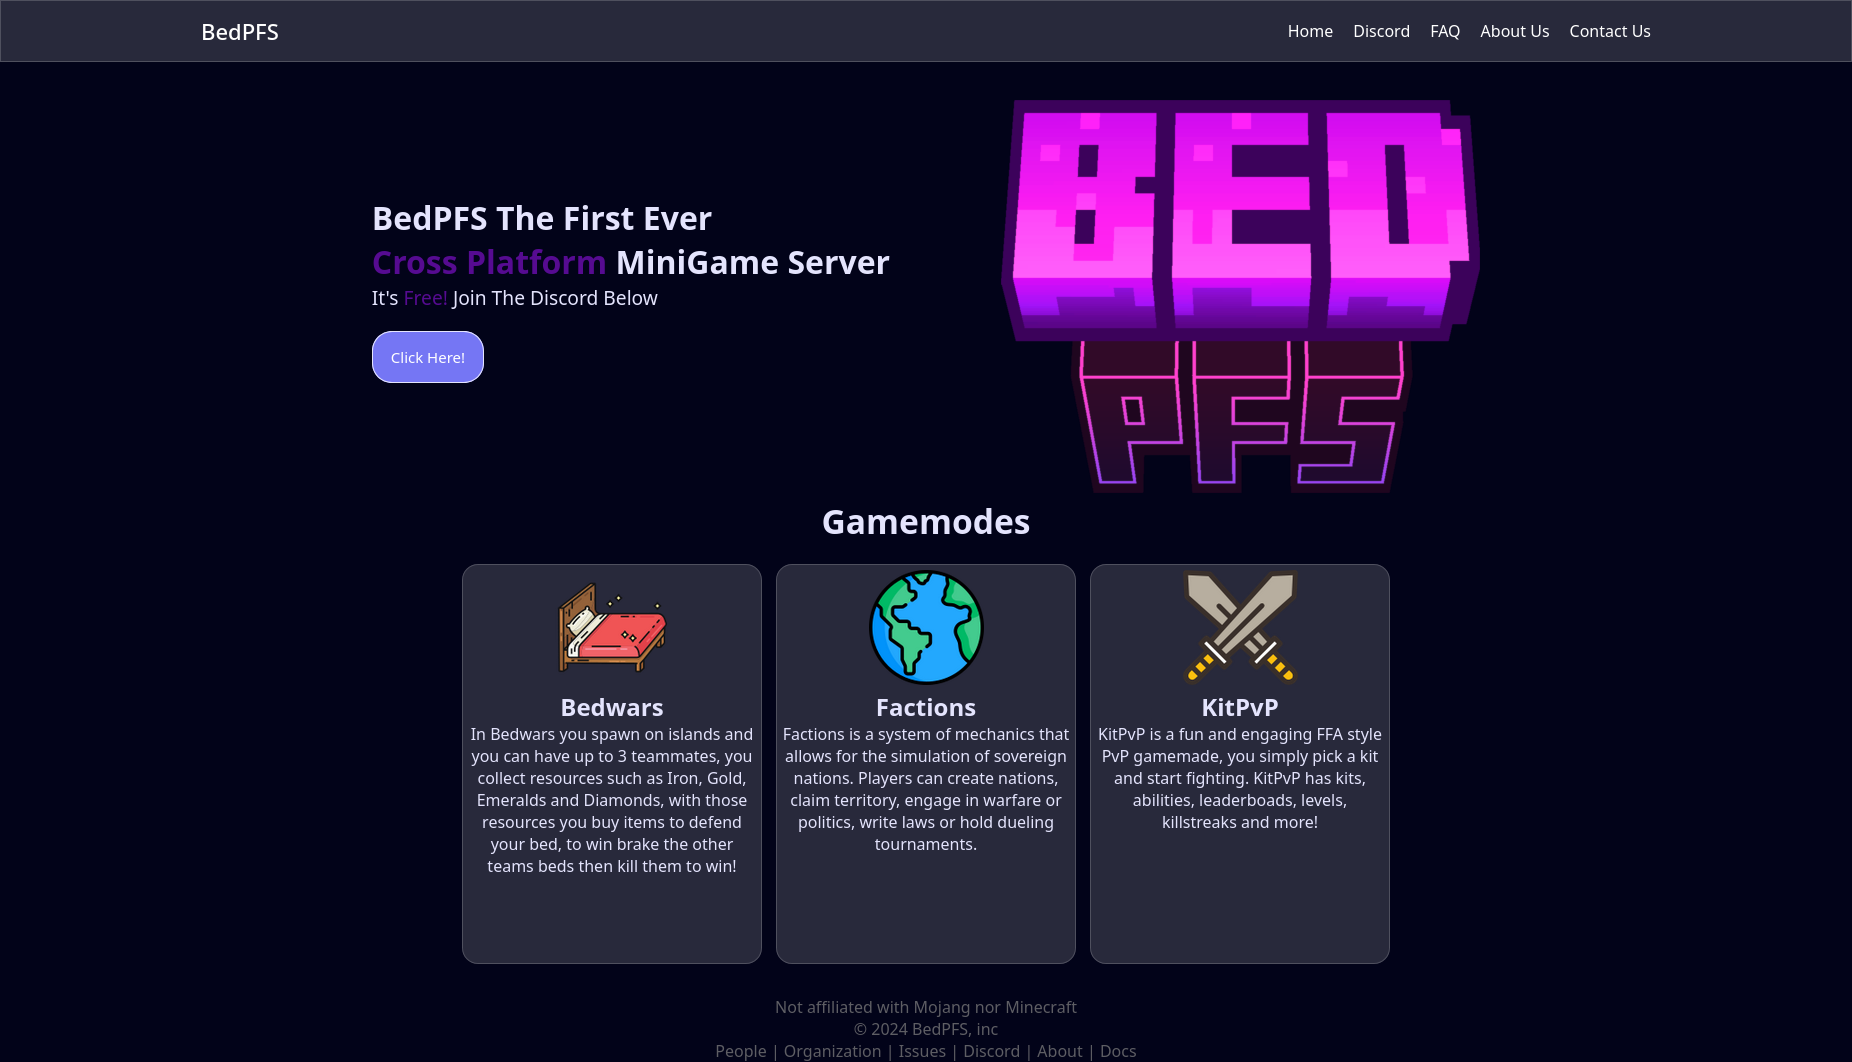 BedPFS
Home Discord FAQ About Us Contact Us
BedPFS The First Ever
Cross Platform MiniGame Server
It's Free! Join The Discord Below
Click Here!
BED
PFS
Gamemodes
Bedwars
In Bedwars you spawn on islands and
you can have up to 3 teammates, you
collect resources such as Iron, Gold,
Emeralds and Diamonds, with those
resources you buy items to defend
your bed, to win brake the other
teams beds then kill them to win!
Factions
Factions is a system of mechanics that
allows for the simulation of sovereign
nations. Players can create nations,
claim territory, engage in warfare or
politics, write laws or hold dueling
tournaments.
KitPvP
KitPvP is a fun and engaging FFA style
PvP gamemade, you simply pick a kit
and start fighting. KitPvP has kits,
abilities, leaderboads, levels,
killstreaks and more!
Not affiliated with Mojang nor Minecraft
© 2024 BedPFS, inc
People | Organization | Issues | Discord | About | Docs